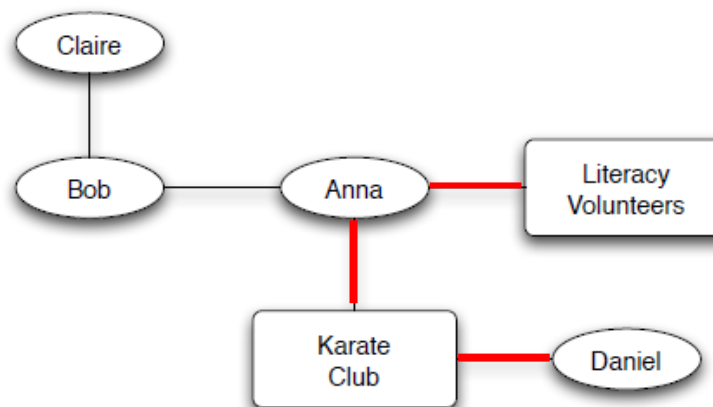 Claire
Bob
Anna
Literacy
Volunteers
Karate
Club
Daniel